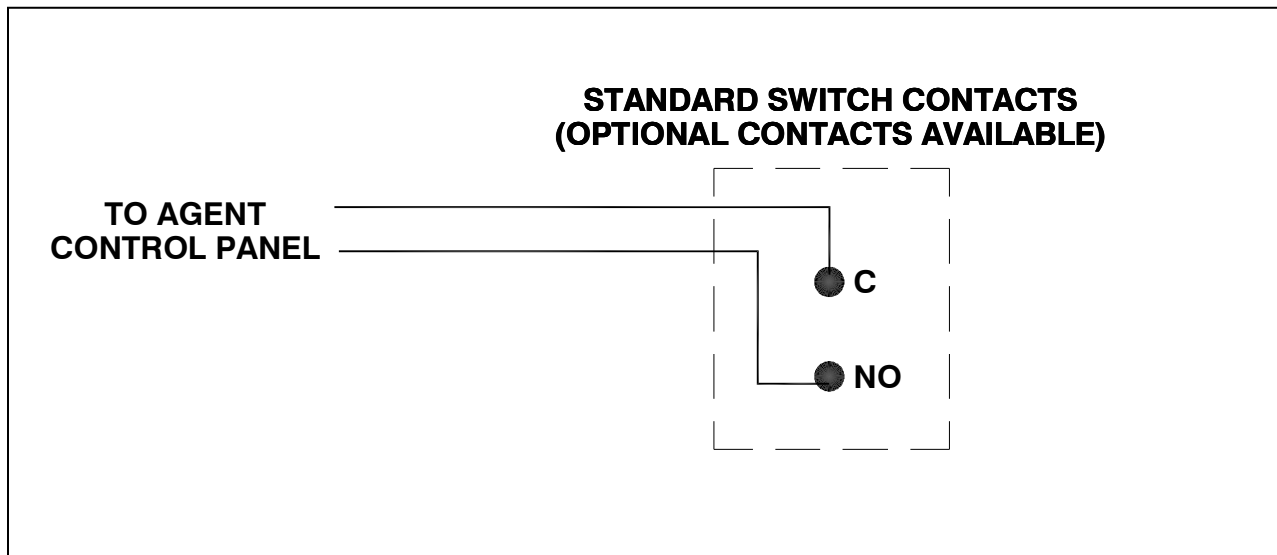 STANDARD SWITCH CONTACTS
(OPTIONAL CONTACTS AVAILABLE)
TO AGENT
CONTROL PANEL
C
NO